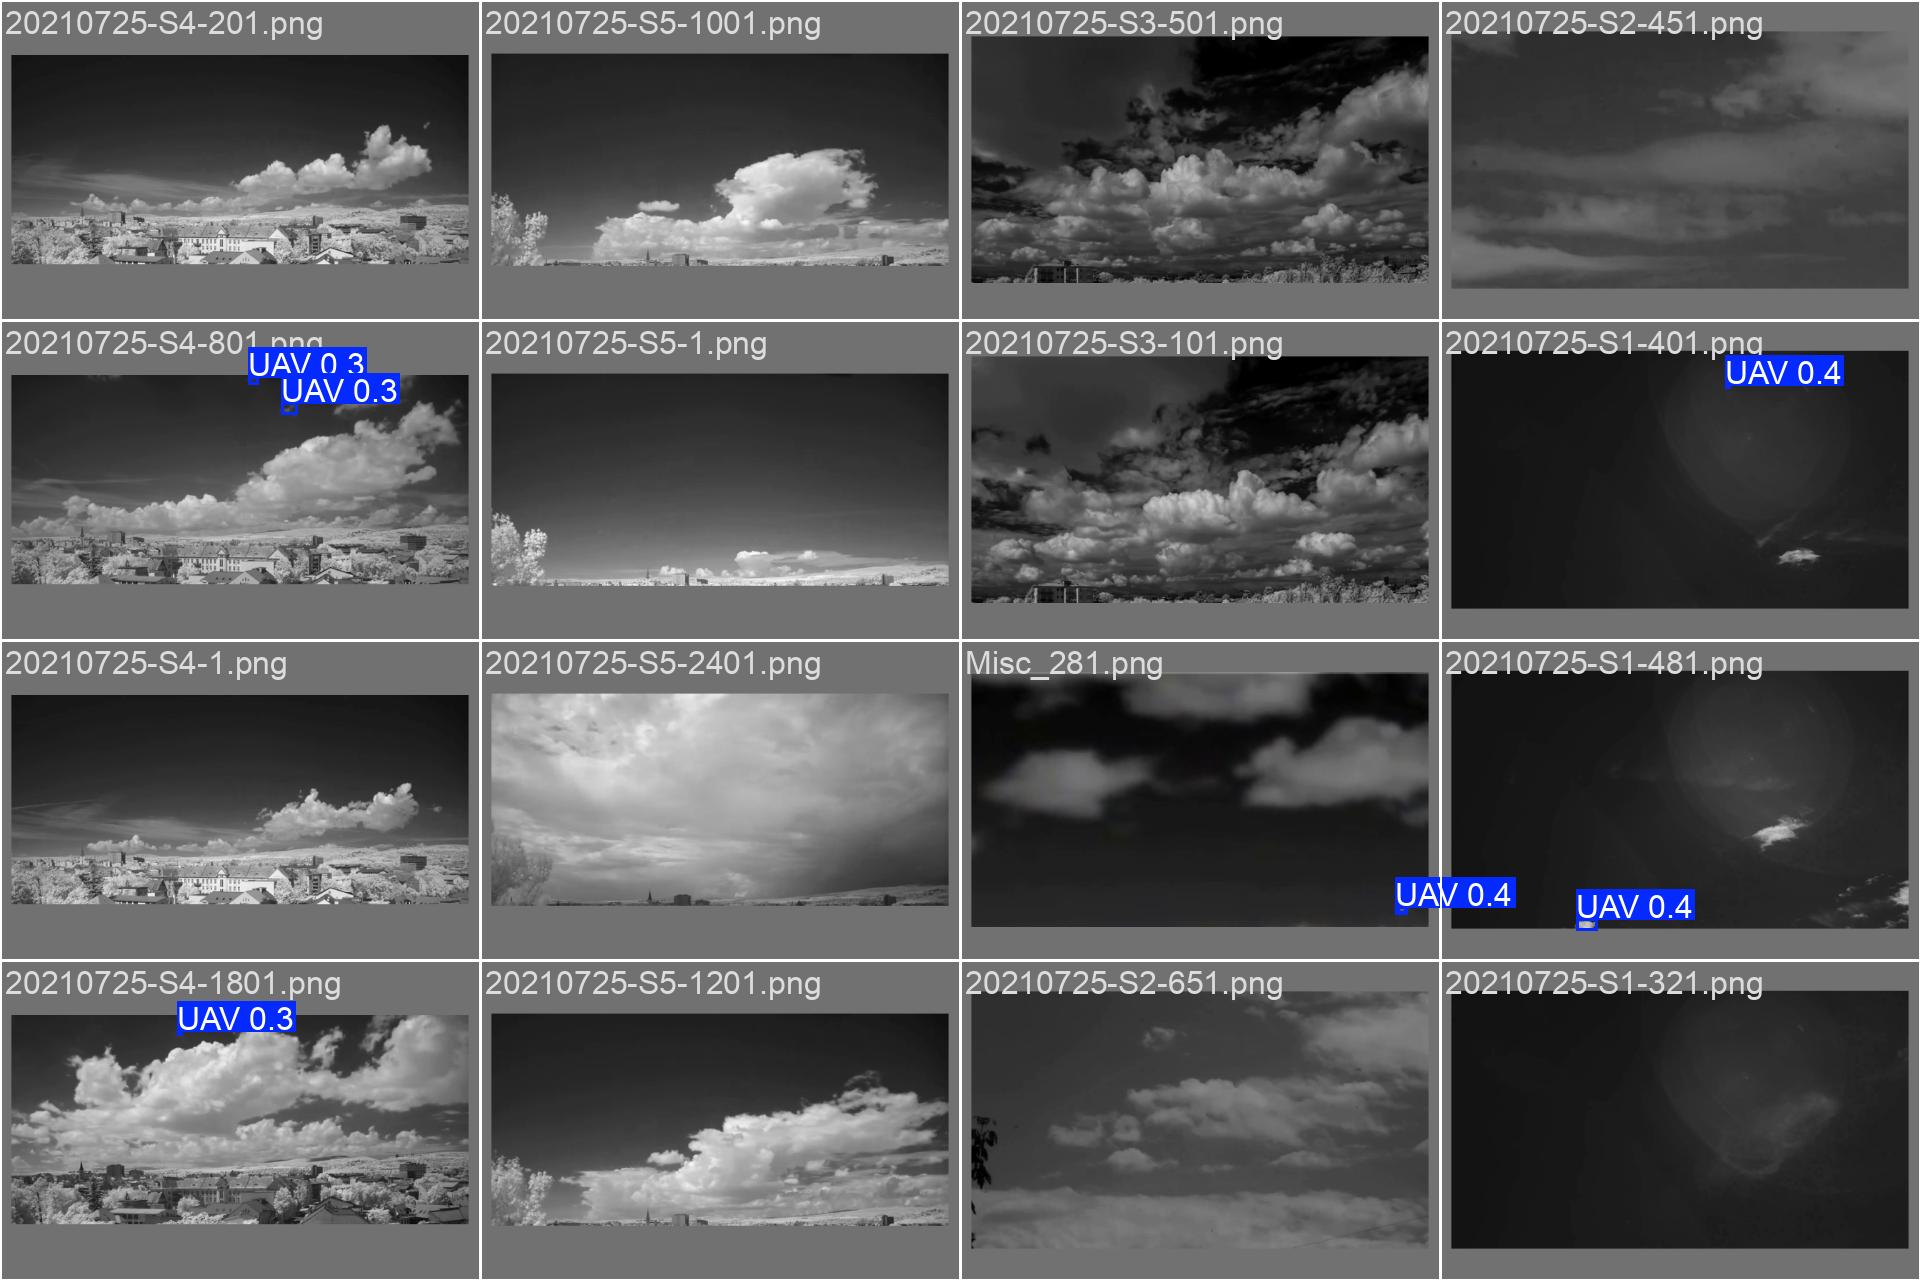 20210725-S4-201.png
20210725-S5-1001.png
20210725-S3-501.png
20210725-S2-451.png
20210725-S4-801.png
UAV 0.3
UAV 0.3
20210725-S5-1.png
20210725-S3-101.png
20210725-S1-401.png
UAV 0.4
20210725-S4-1.png
20210725-S5-2401.png
Misc_281.png
UAV 0.4
20210725-S1-481.png
UAV 0.4
20210725-S4-1801.png
UAV 0.3
20210725-S5-1201.png
20210725-S2-651.png
20210725-S1-321.png